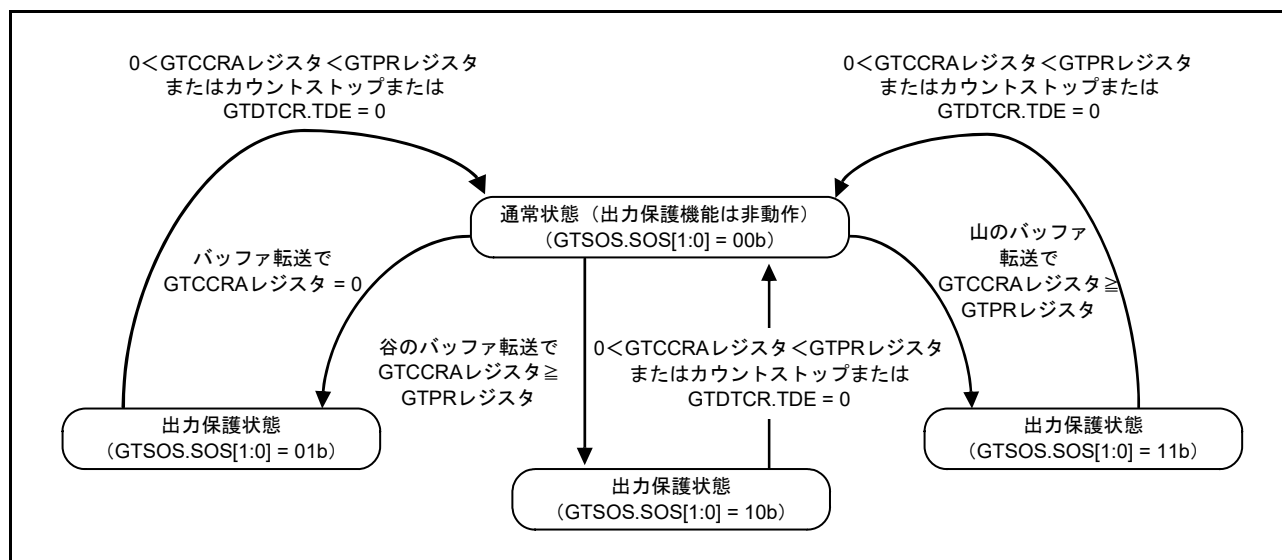 0<GTCCRAレジスタ<GTPRレジスタ
またはカウントストップまたは
GTDTCR.TDE = 0
0<GTCCRAレジスタ<GTPRレジスタ
またはカウントストップまたは
GTDTCR.TDE = 0
通常状態（出力保護機能は非動作）
（GTSOS.SOS[1:0] = 00b）
バッファ転送で
GTCCRAレジスタ = 0
山のバッファ
転送で
GTCCRAレジスタ≧
GTPRレジスタ
谷のバッファ転送で
GTCCRAレジスタ≧
GTPRレジスタ
0<GTCCRAレジスタ<GTPRレジスタ
またはカウントストップまたは
GTDTCR.TDE = 0
出力保護状態
（GTSOS.SOS[1:0] = 01b）
出力保護状態
（GTSOS.SOS[1:0] = 11b）
出力保護状態
（GTSOS.SOS[1:0] = 10b）